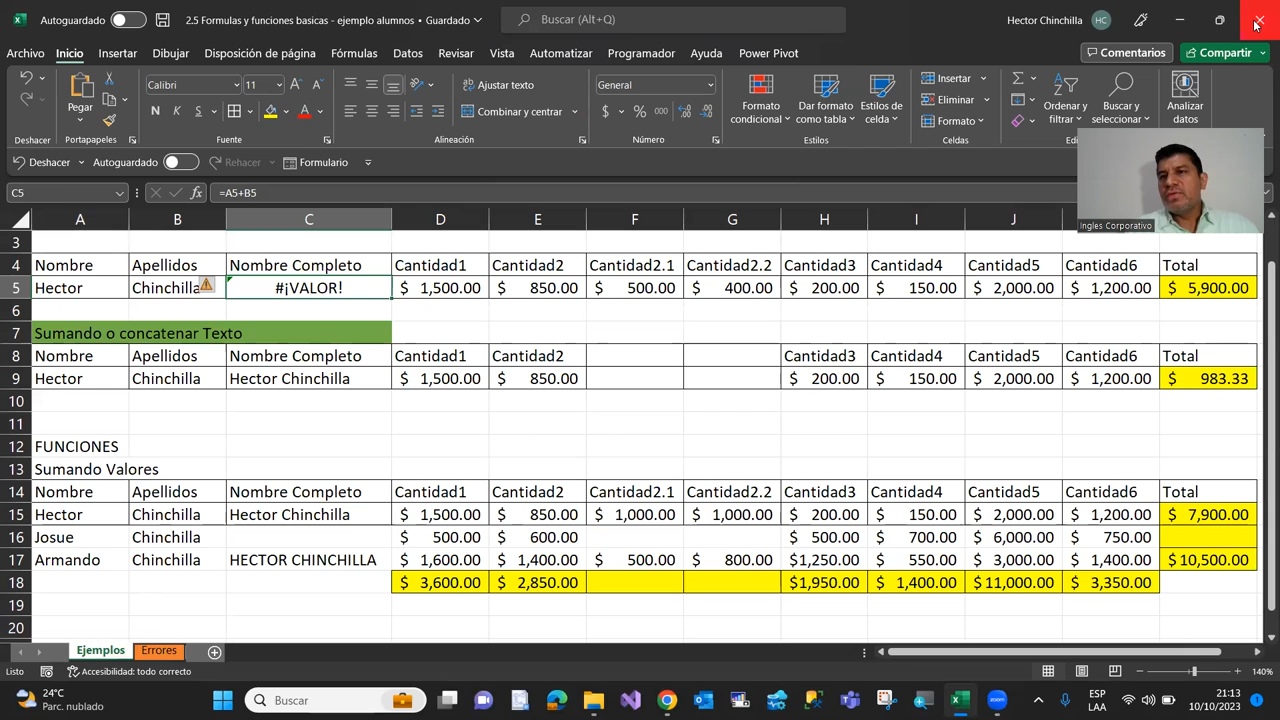 Autoguardado 2.5 Formulas y funciones basicas - ejemplo alumnos • Guardado Buscar (Alt+Q) Hector Chinchilla HC
Archivo Inicio Insertar Dibujar Disposición de página Fórmulas Datos Revisar Vista Automatizar Programador Ayuda Power Pivot Comentarios Compartir
Pegar Calibri 11 Ajustar texto General Formato condicional Dar formato como tabla Estilos de celda Insertar Ordenar y filtrar Buscar y seleccionar Analizar datos
N K S Combinar y centrar $ % 000 Eliminar
Formato
Deshacer Portapapeles Fuente Alineación Número Estilos Celdas
Deshacer Autoguardado Rehacer Formulario
C5 fx =A5+B5
Ingles Corporativo
A B C D E F G H I J
3
4 Nombre Apellidos Nombre Completo Cantidad1 Cantidad2 Cantidad2.1 Cantidad2.2 Cantidad3 Cantidad4 Cantidad5 Cantidad6 Total
5 Hector Chinchilla #¡VALOR! $ 1,500.00 $ 850.00 $ 500.00 $ 400.00 $ 200.00 $ 150.00 $ 2,000.00 $ 1,200.00 $ 5,900.00
6
7 Sumando o concatenar Texto
8 Nombre Apellidos Nombre Completo Cantidad1 Cantidad2 Cantidad3 Cantidad4 Cantidad5 Cantidad6 Total
9 Hector Chinchilla Hector Chinchilla $ 1,500.00 $ 850.00 $ 200.00 $ 150.00 $ 2,000.00 $ 1,200.00 $ 983.33
10
11
12 FUNCIONES
13 Sumando Valores
14 Nombre Apellidos Nombre Completo Cantidad1 Cantidad2 Cantidad2.1 Cantidad2.2 Cantidad3 Cantidad4 Cantidad5 Cantidad6 Total
15 Hector Chinchilla Hector Chinchilla $ 1,500.00 $ 850.00 $ 1,000.00 $ 1,000.00 $ 200.00 $ 150.00 $ 2,000.00 $ 1,200.00 $ 7,900.00
16 Josue Chinchilla $ 500.00 $ 600.00 $ 500.00 $ 700.00 $ 6,000.00 $ 750.00
17 Armando Chinchilla HECTOR CHINCHILLA $ 1,600.00 $ 1,400.00 $ 500.00 $ 800.00 $1,250.00 $ 550.00 $ 3,000.00 $ 1,400.00 $ 10,500.00
18 $ 3,600.00 $ 2,850.00 $1,950.00 $ 1,400.00 $ 11,000.00 $ 3,350.00
19
20
Ejemplos Errores
Listo Accesibilidad: todo correcto 140%
24°C
Parc. nublado Buscar ESP
LAA 21:13
10/10/2023